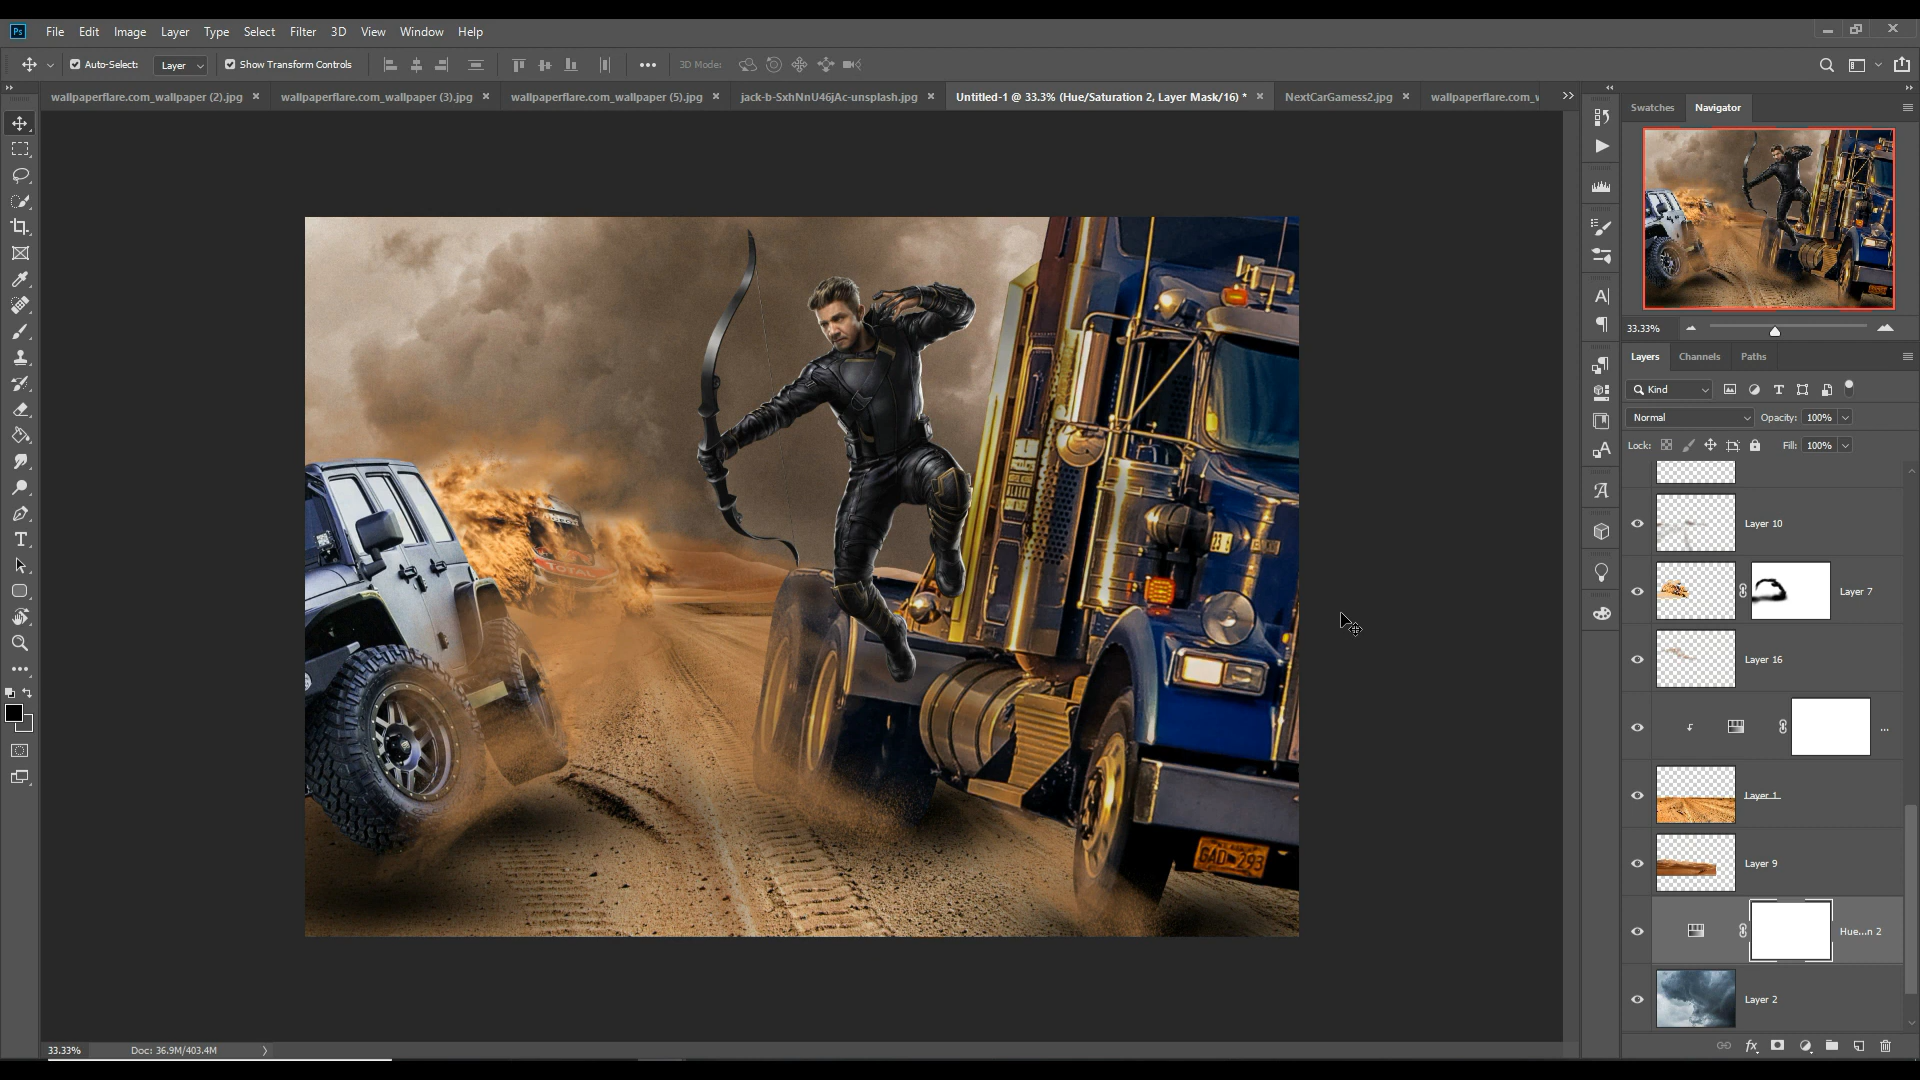 Ps File Edit Image Layer Type Select Filter 3D View Window Help
Auto-Select: Layer Show Transform Controls 3D Mode:
wallpaperflare.com_wallpaper (2).jpg wallpaperflare.com_wallpaper (3).jpg wallpaperflare.com_wallpaper (5).jpg jack-b-SxhNnU46jAc-unsplash.jpg Untitled-1 @ 33.3% (Hue/Saturation 2, Layer Mask/16) * NextCarGamess2.jpg wallpaperflare.com_w
Swatches Navigator
33.33%
Layers Channels Paths
Kind
Normal Opacity: 100%
Lock: Fill: 100%
Layer 10
Layer 7
Layer 16
...
Layer 1
Layer 9
Hue...n 2
Layer 2
TOTAL
GAD 293
33.33% Doc: 36.9M/403.4M